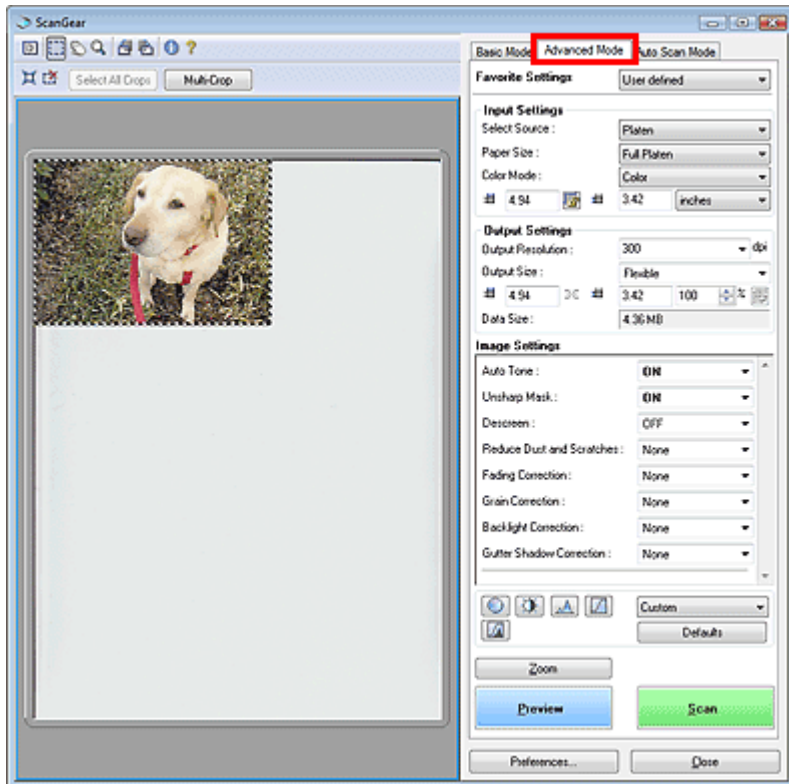 ScanGear
Select All Crops
Multi-Crop
Basic Mode
Advanced Mode
Auto Scan Mode
Favorite Settings
User defined
Input Settings
Select Source :
Platen
Paper Size :
Full Platen
Color Mode :
Color
4.94
3.42
inches
Output Settings
Output Resolution :
300
dpi
Output Size :
Flexible
4.94
3.42
100
%
Data Size :
4.36 MB
Image Settings
Auto Tone :
ON
Unsharp Mask :
ON
Descreen :
OFF
Reduce Dust and Scratches :
None
Fading Correction :
None
Grain Correction :
None
Backlight Correction :
None
Gutter Shadow Correction :
None
Custom
Defaults
Zoom
Preview
Scan
Preferences...
Close